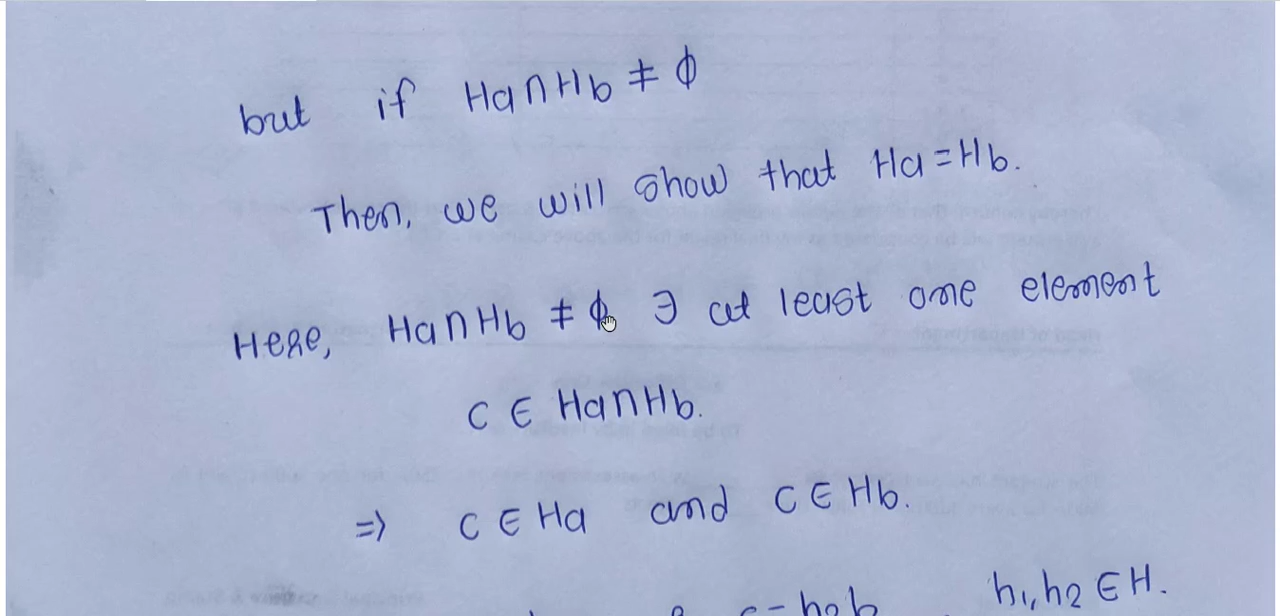 but if Ha∩Hb ≠ ϕ
Then, we will show that Ha=Hb.
Here, Ha∩Hb ≠ ϕ ∃ at least one element
C ∈ Ha∩Hb.
=> C ∈ Ha and C ∈ Hb.
h1,h2 ∈ H.